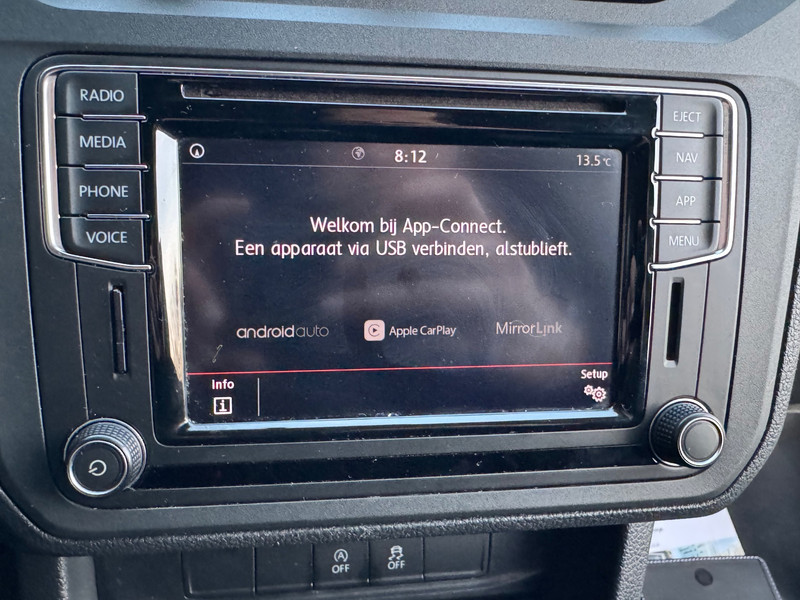 RADIO
MEDIA
PHONE
VOICE
EJECT
NAV
APP
MENU
8:12
13.5°C
Welkom bij App-Connect.
Een apparaat via USB verbinden, alstublieft.
androidauto
Apple CarPlay
MirrorLink
Info
i
Setup
A
OFF
OFF